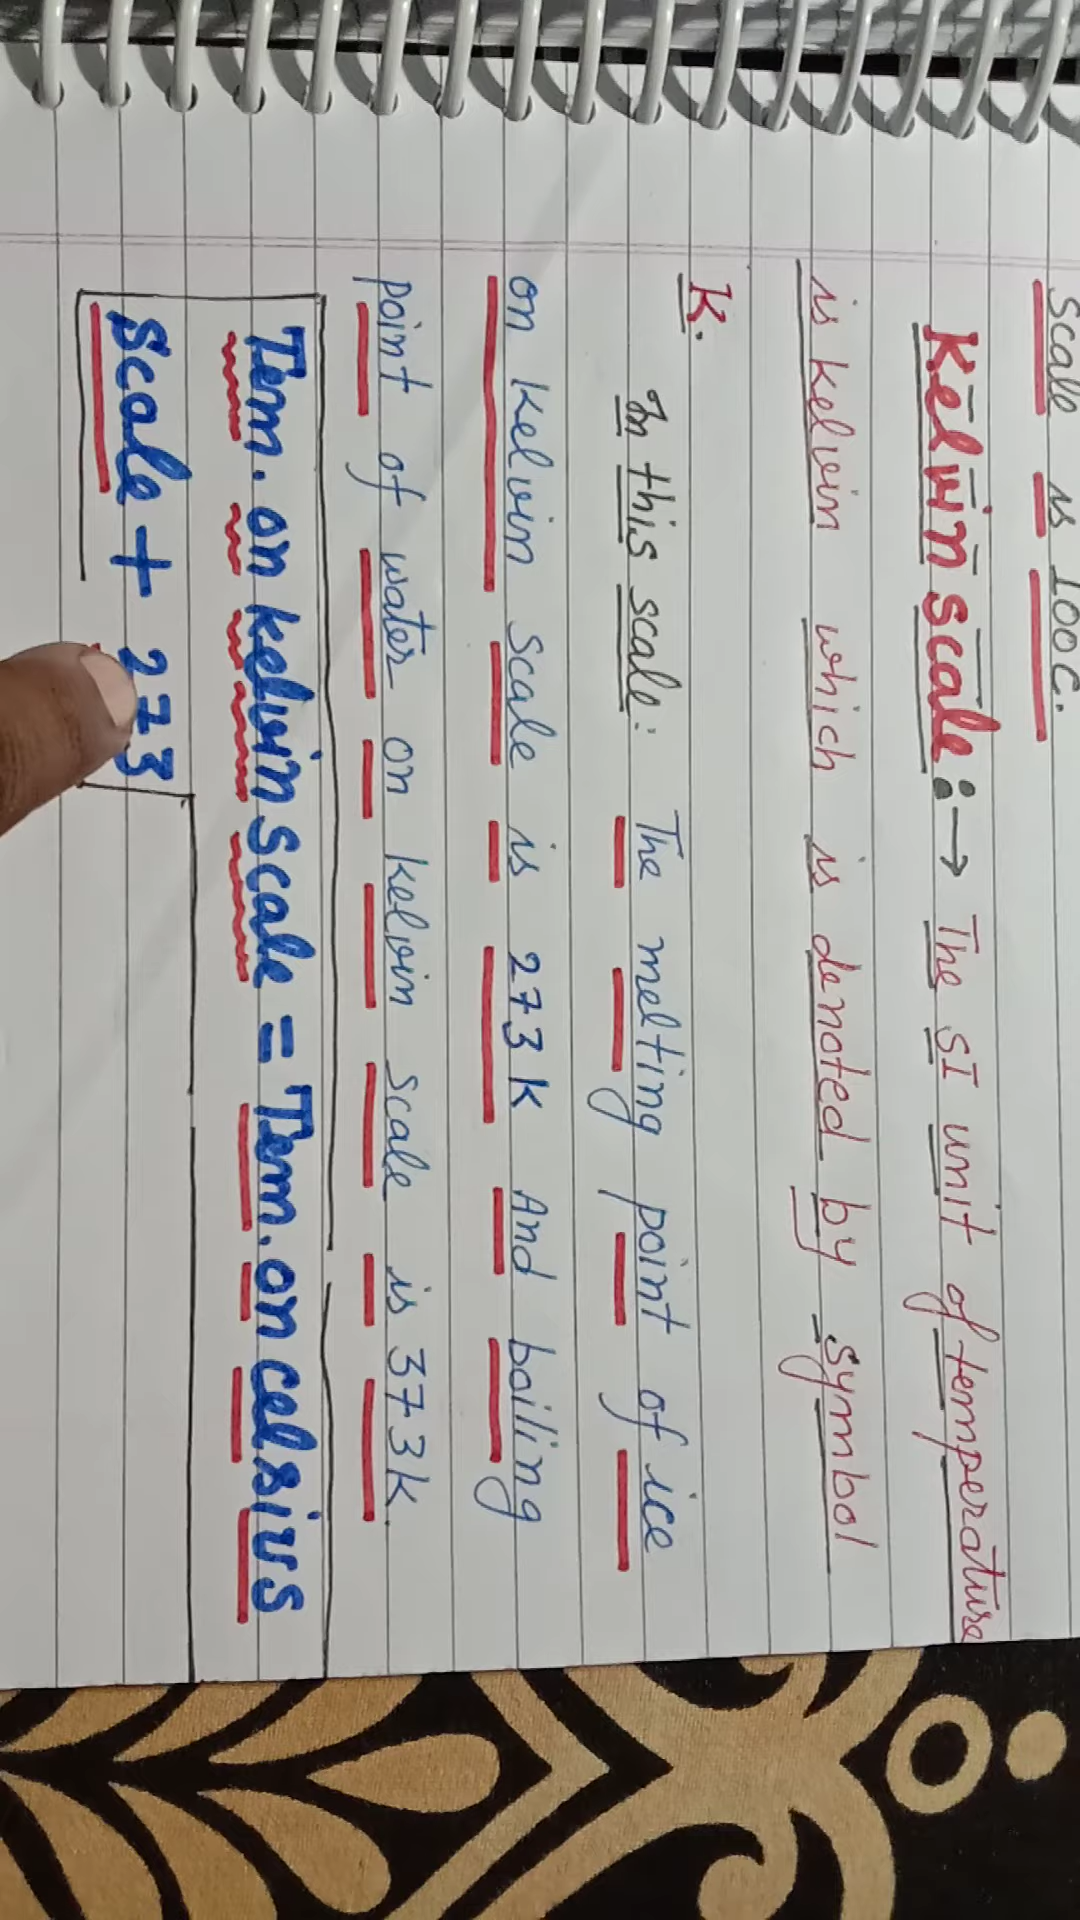 Scale is 100c.
Kelvin scale:→ The SI unit of temperature
is kelvin which is denoted by symbol
K.
In this scale: The melting point of ice
on kelvin scale is 273k And boiling
point of water on kelvin scale is 373k.
Tem. on kelvin scale = Tem. on celsius
Scale + 273